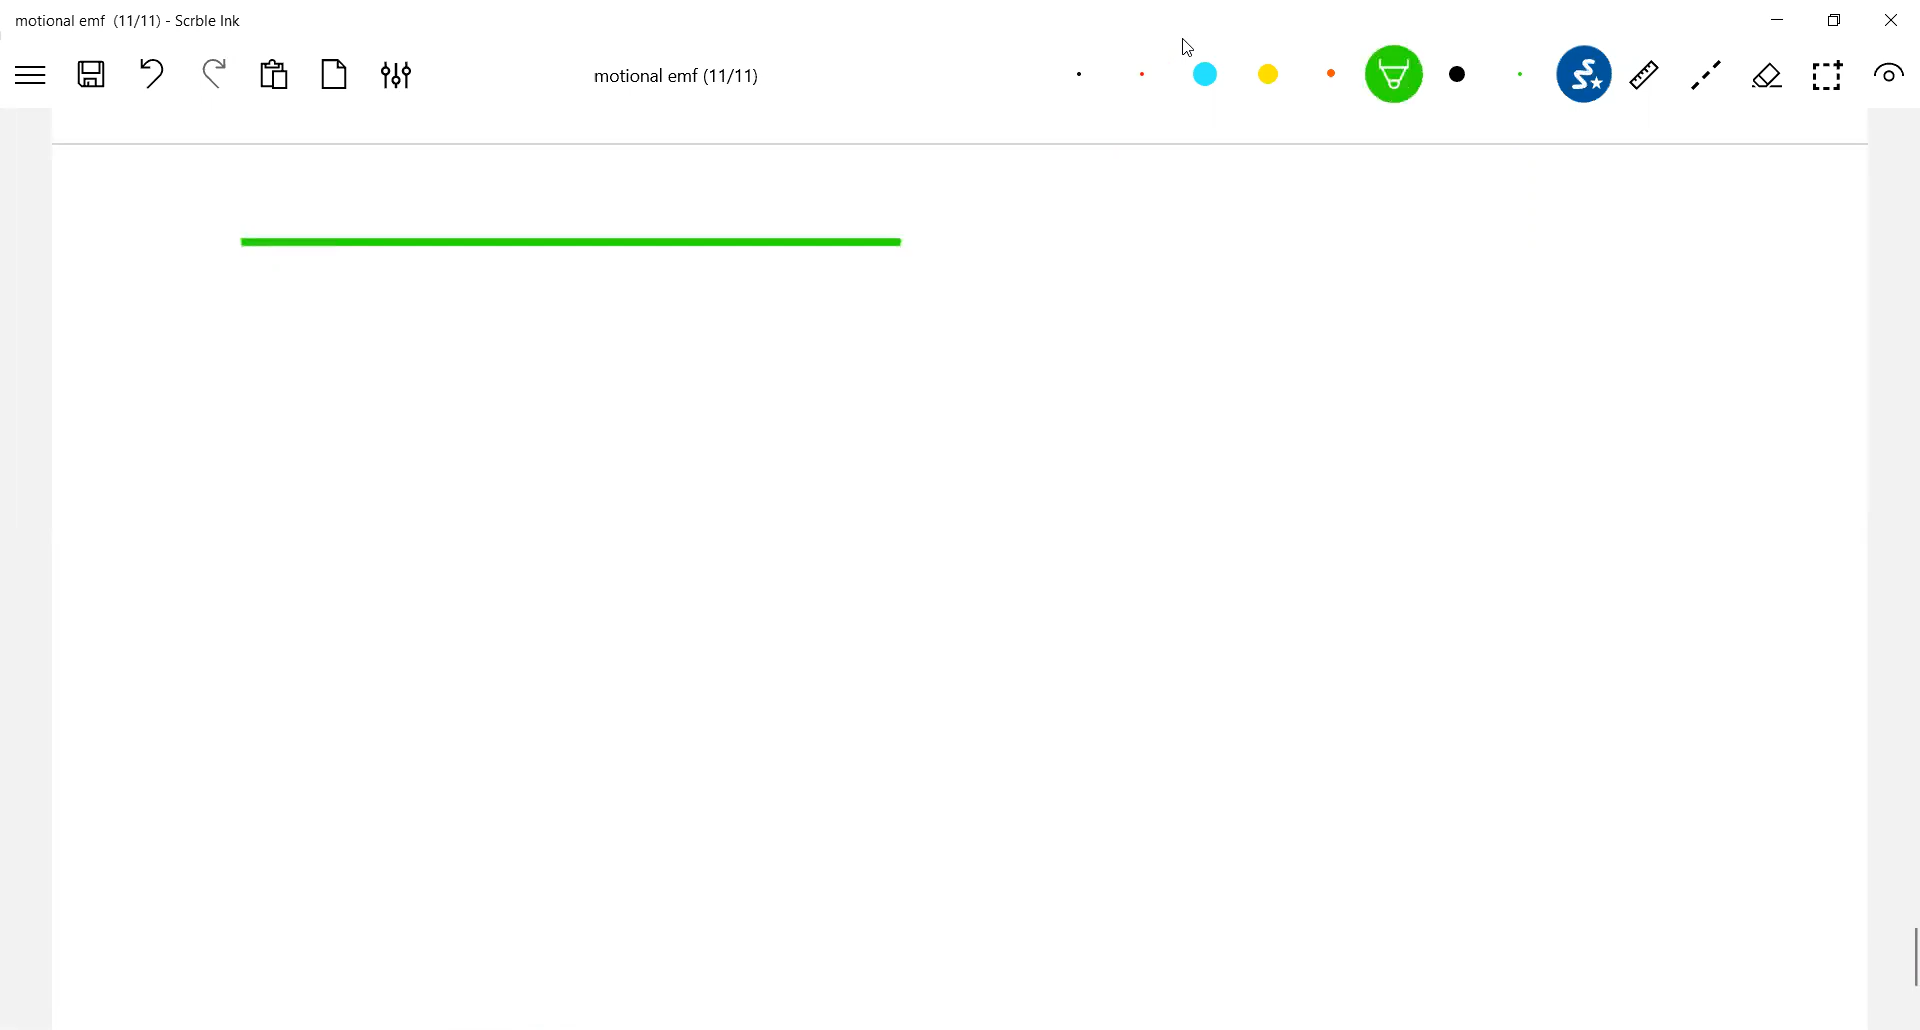 motional emf (11/11) - Scrble Ink
motional emf (11/11)